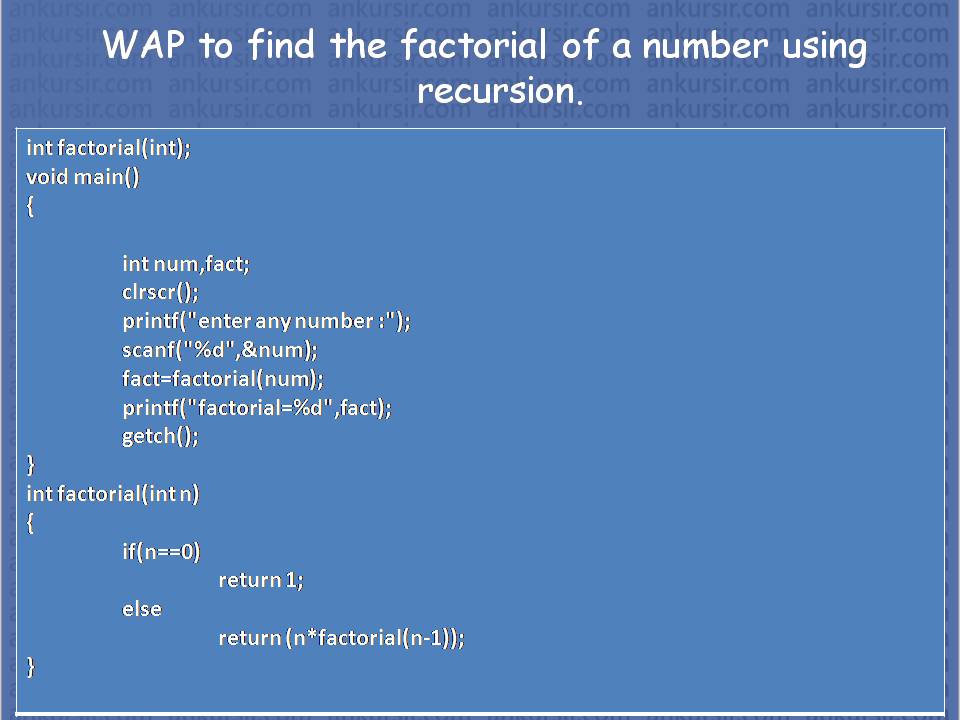 WAP to find the factorial of a number using
recursion.
int factorial(int);
void main()
{
int num,fact;
clrscr();
printf("enter any number :");
scanf("%d",&num);
fact=factorial(num);
printf("factorial=%d",fact);
getch();
}
int factorial(int n)
{
if(n==0)
return 1;
else
return (n*factorial(n-1));
}